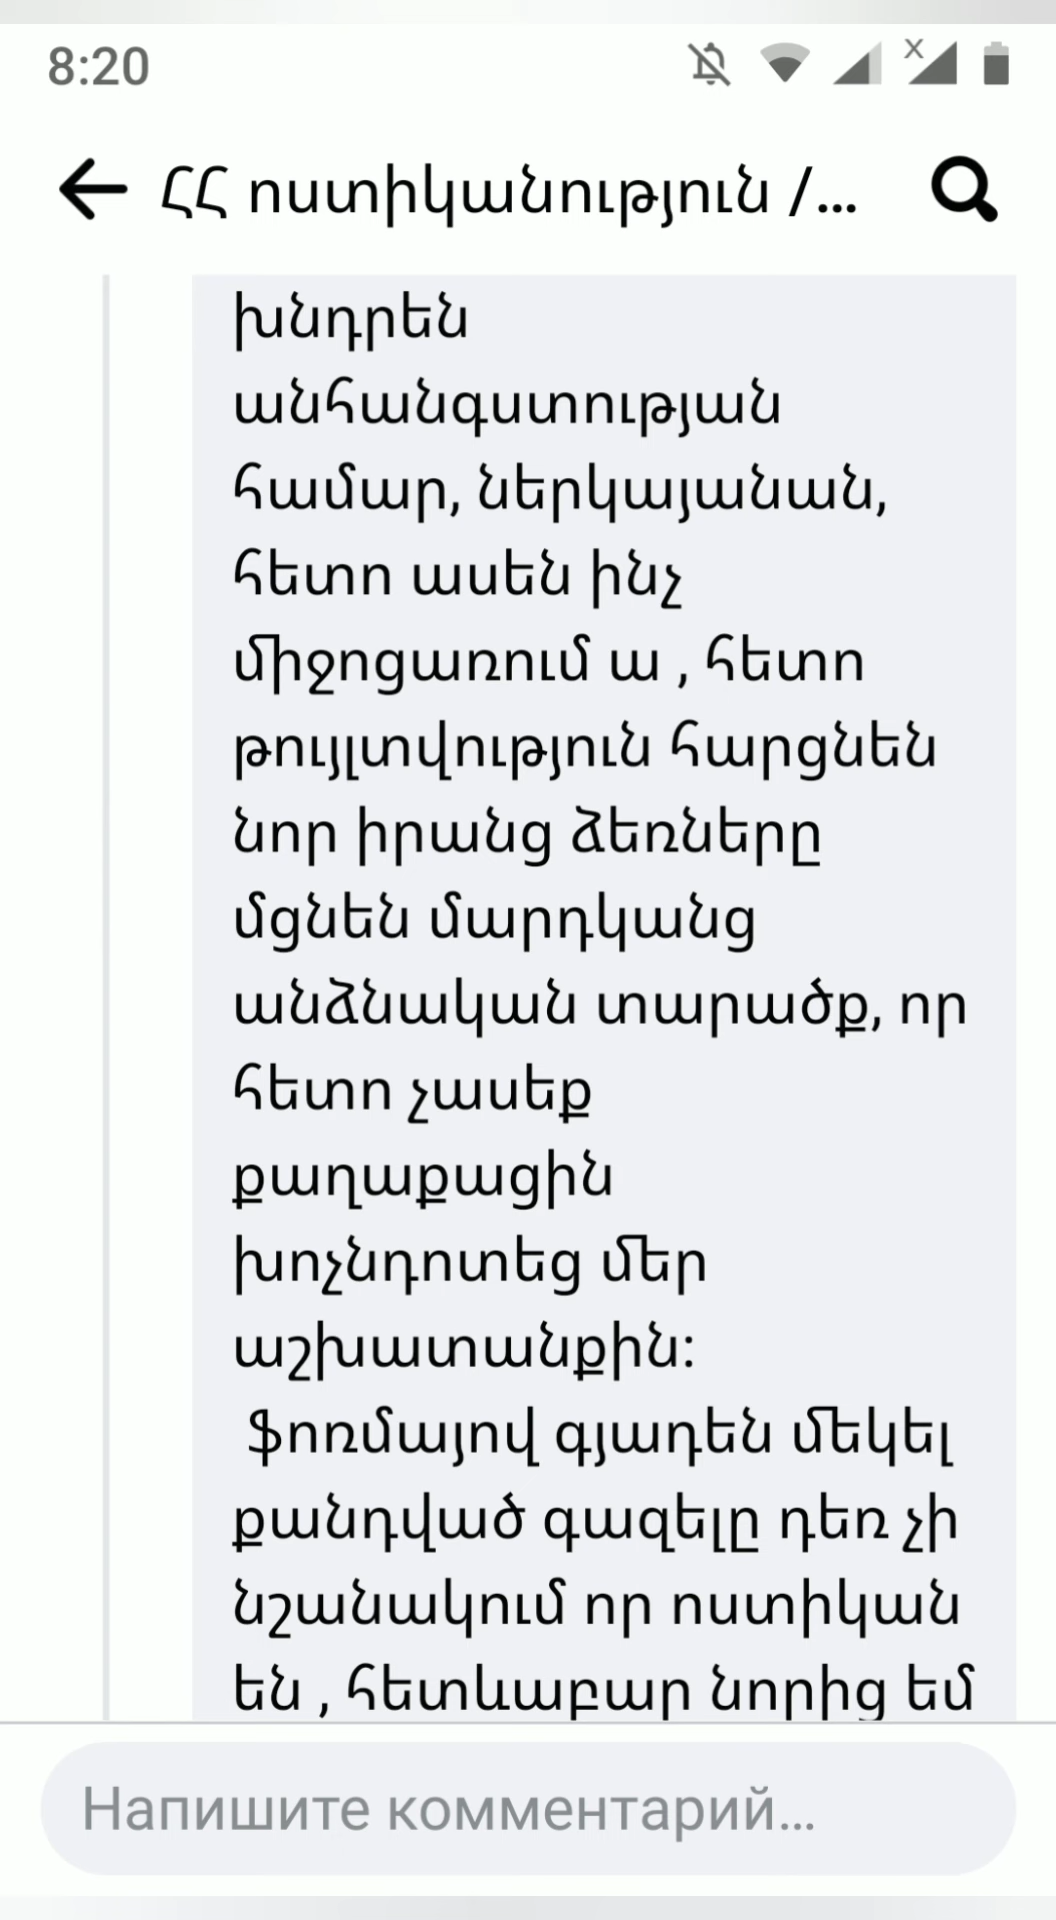 8:20
ՀՀ ոստիկանություն /...
խնդրեն
անհանգստության
համար, ներկայանան,
հետո ասեն ինչ
միջոցառում ա , հետո
թույլտվություն հարցնեն
նոր իրանց ձեռները
մցնեն մարդկանց
անձնական տարածք, որ
հետո չասեք
քաղաքացին
խոչնդոտեց մեր
աշխատանքին:
ֆոռմայով գյադեն մեկել
քանդված գազելը դեռ չի
նշանակում որ ոստիկան
են , հետևաբար նորից եմ
Напишите комментарий...